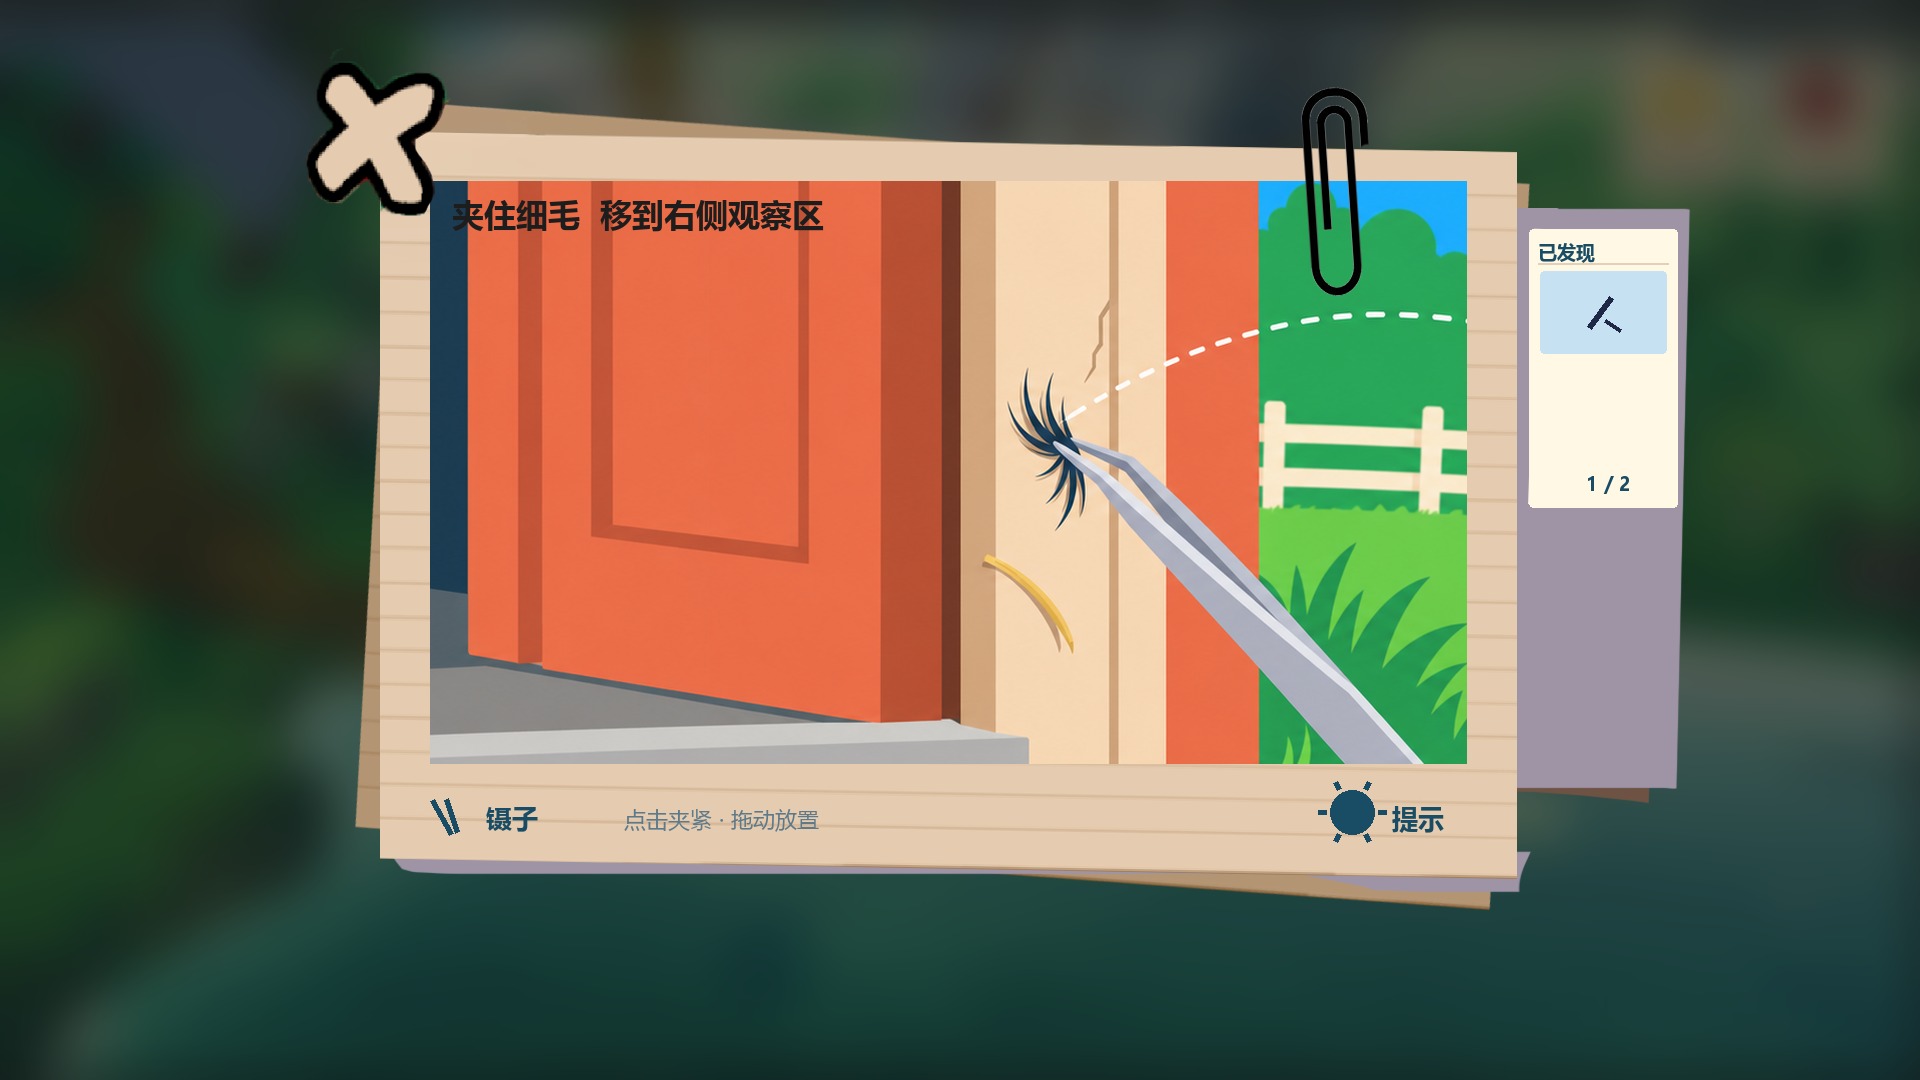 夹住细毛 移到右侧观察区
已发现
1 / 2
镊子
点击夹紧 · 拖动放置
提示